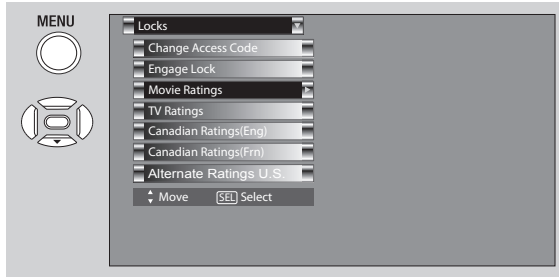 MENU
Locks
Change Access Code
Engage Lock
Movie Ratings
TV Ratings
Canadian Ratings(Eng)
Canadian Ratings(Frn)
Alternate Ratings U.S.
Move SEL Select